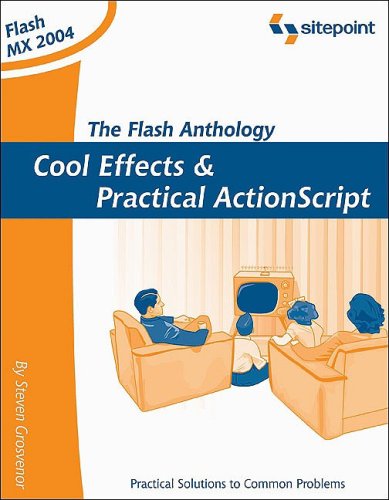 Flash
MX 2004
sitepoint
The Flash Anthology
Cool Effects &
Practical ActionScript
By Steven Grosvenor
Practical Solutions to Common Problems